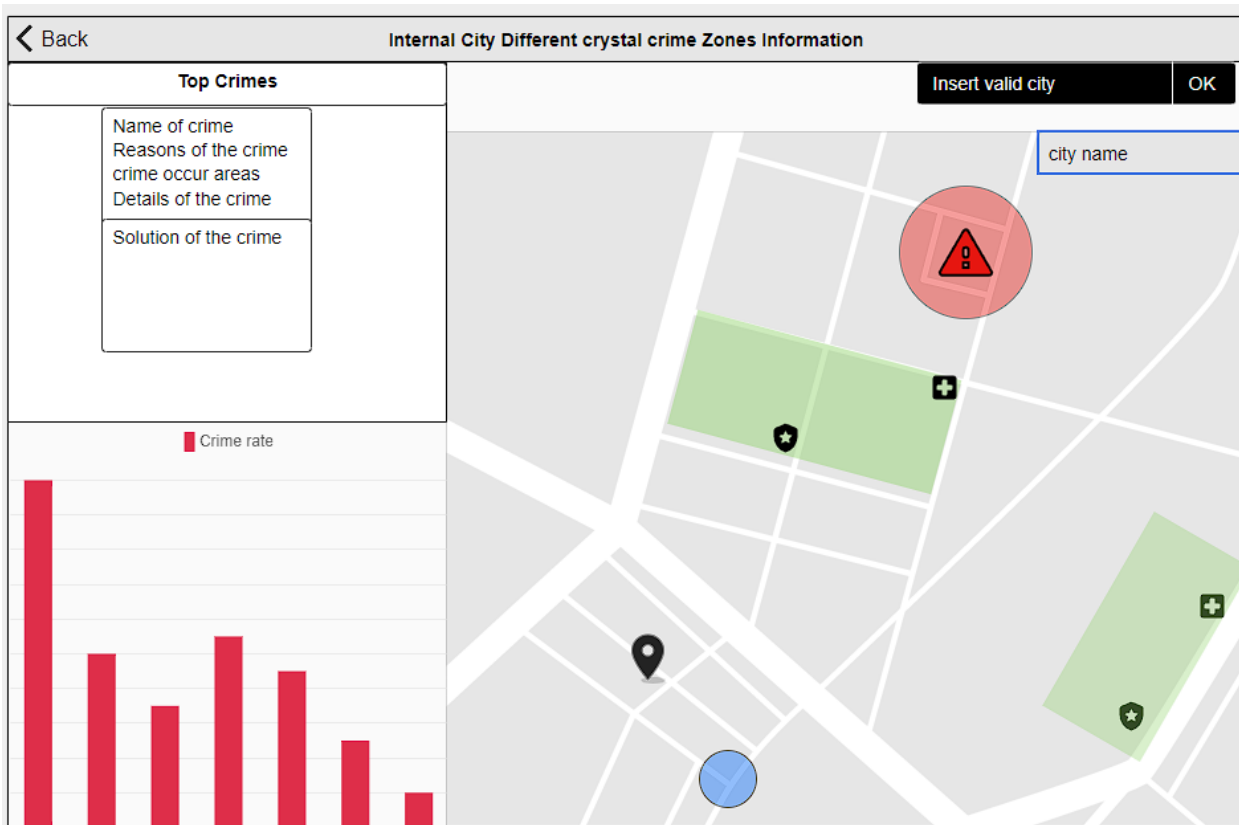 Back
Internal City Different crystal crime Zones Information
Top Crimes
Insert valid city
OK
Name of crime
Reasons of the crime
crime occur areas
Details of the crime
Solution of the crime
city name
Crime rate